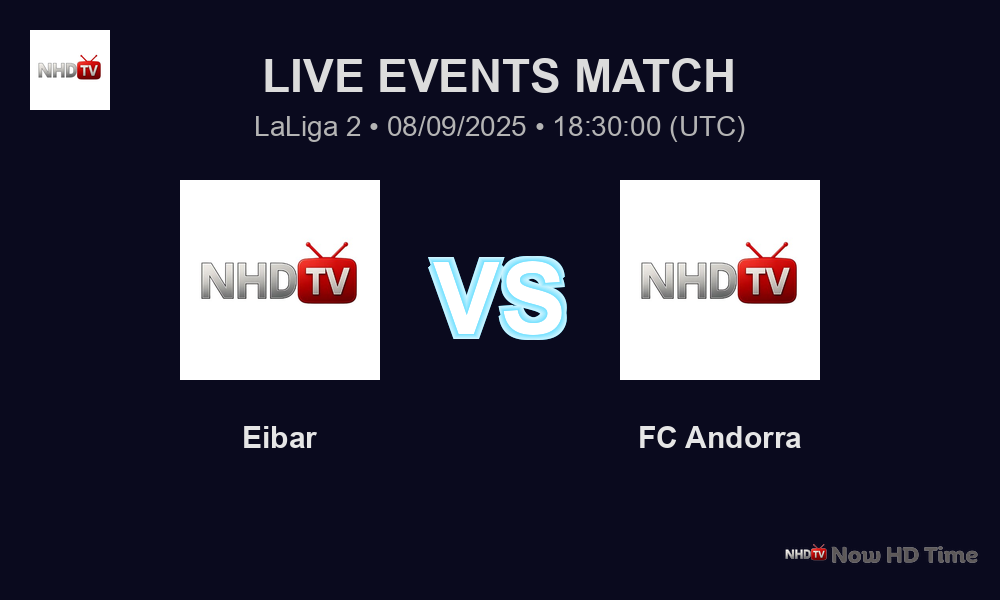 NHDTV
LIVE EVENTS MATCH
LaLiga 2 • 08/09/2025 • 18:30:00 (UTC)
NHDTV
VS
NHDTV
Eibar
FC Andorra
NHDTV Now HD Time